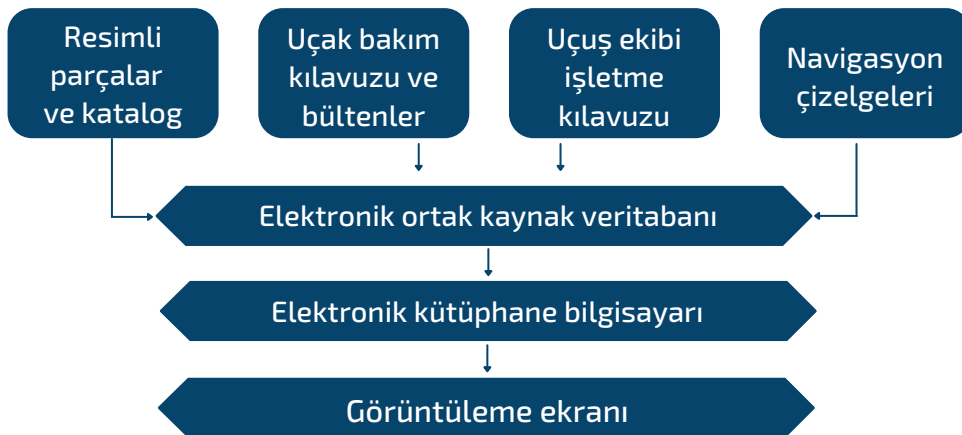 Resimli
parçalar
ve katalog
Uçak bakım
kılavuzu ve
bültenler
Uçuş ekibi
işletme
kılavuzu
Navigasyon
çizelgeleri
Elektronik ortak kaynak veritabanı
Elektronik kütüphane bilgisayarı
Görüntüleme ekranı